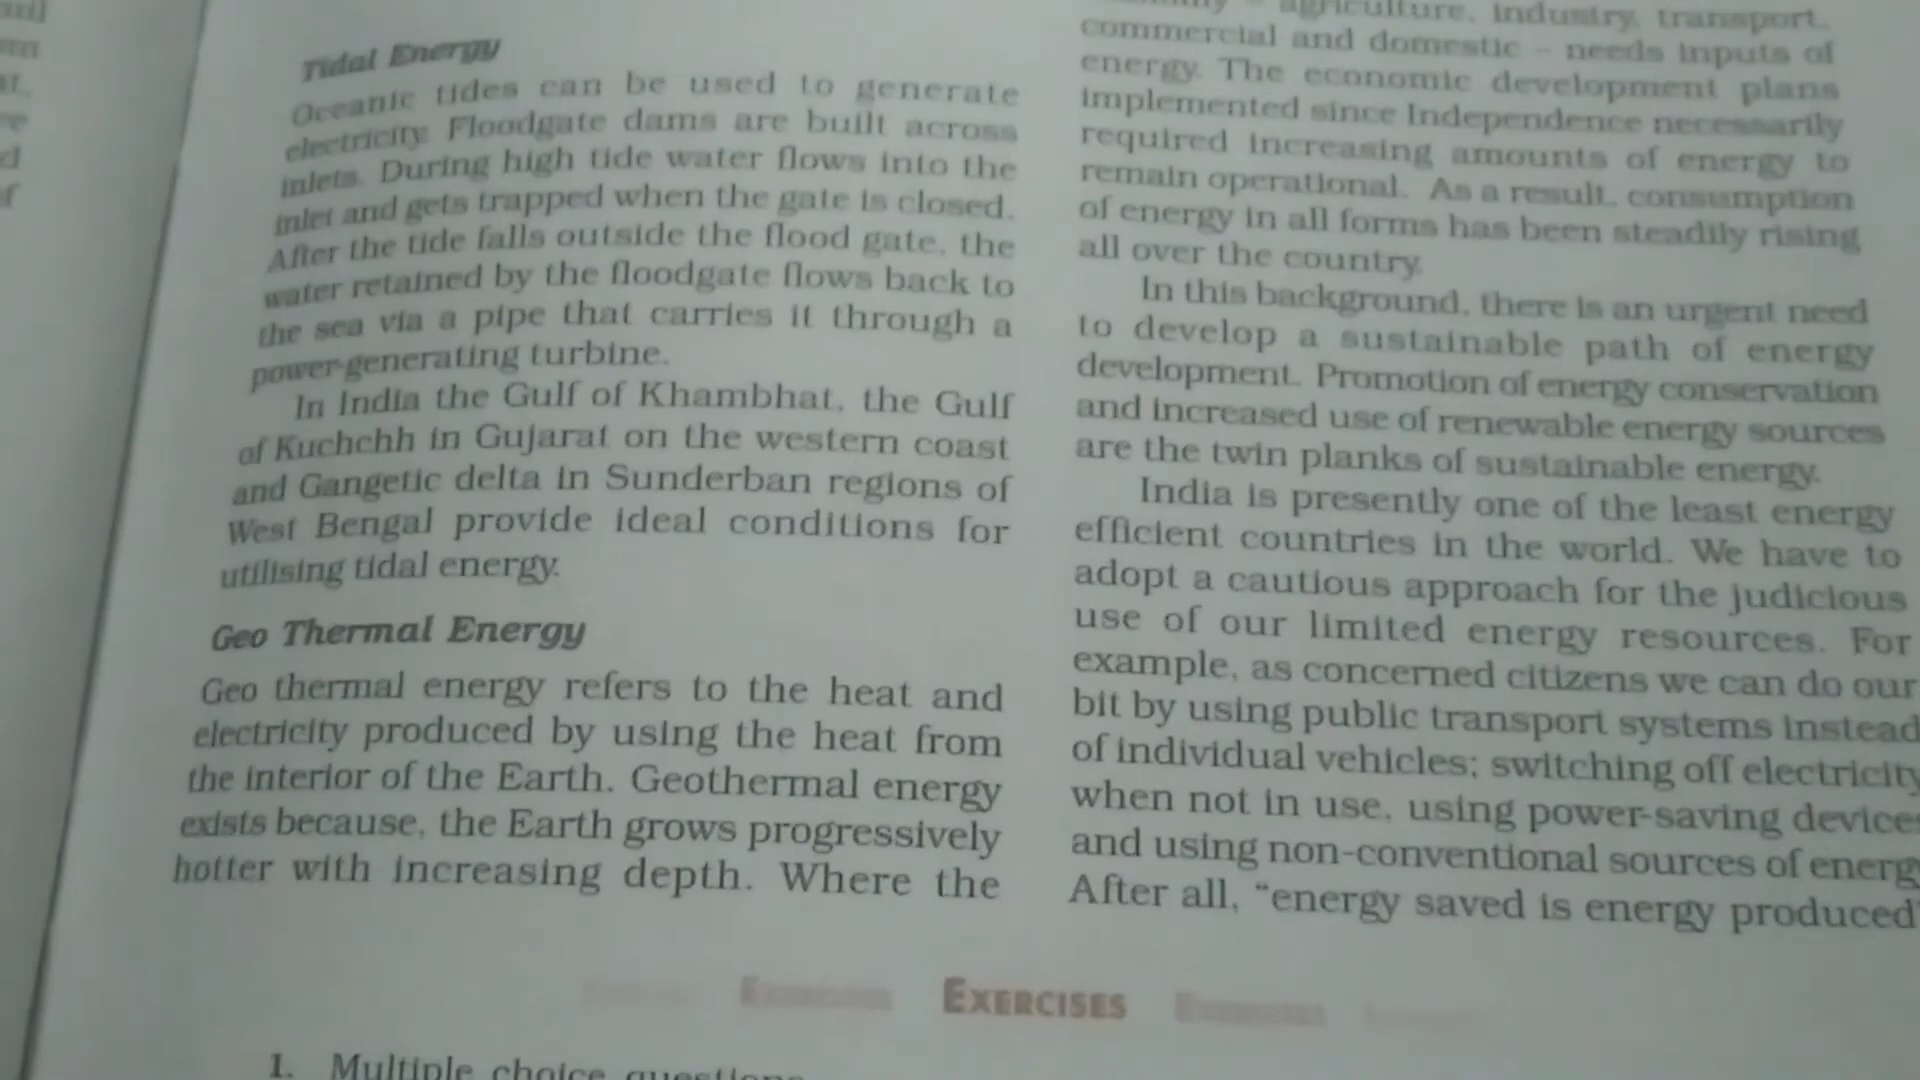 Tidal Energy
Oceanic tides can be used to generate
electricity. Floodgate dams are built across
inlets. During high tide water flows into the
inlet and gets trapped when the gate is closed.
After the tide falls outside the flood gate, the
water retained by the floodgate flows back to
the sea via a pipe that carries it through a
power-generating turbine.
In India the Gulf of Khambhat, the Gulf
of Kuchchh in Gujarat on the western coast
and Gangetic delta in Sunderban regions of
West Bengal provide ideal conditions for
utilising tidal energy.
Geo Thermal Energy
Geo thermal energy refers to the heat and
electricity produced by using the heat from
the interior of the Earth. Geothermal energy
exists because, the Earth grows progressively
hotter with increasing depth. Where the
agriculture, industry, transport,
commercial and domestic – needs inputs of
energy. The economic development plans
implemented since Independence necessarily
required increasing amounts of energy to
remain operational. As a result, consumption
of energy in all forms has been steadily rising
all over the country.
In this background, there is an urgent need
to develop a sustainable path of energy
development. Promotion of energy conservation
and increased use of renewable energy sources
are the twin planks of sustainable energy.
India is presently one of the least energy
efficient countries in the world. We have to
adopt a cautious approach for the judicious
use of our limited energy resources. For
example, as concerned citizens we can do our
bit by using public transport systems instead
of individual vehicles; switching off electricity
when not in use, using power-saving devices
and using non-conventional sources of energy
After all, “energy saved is energy produced”
EXERCISES EXERCISES EXERCISES
1. Multiple choice questions